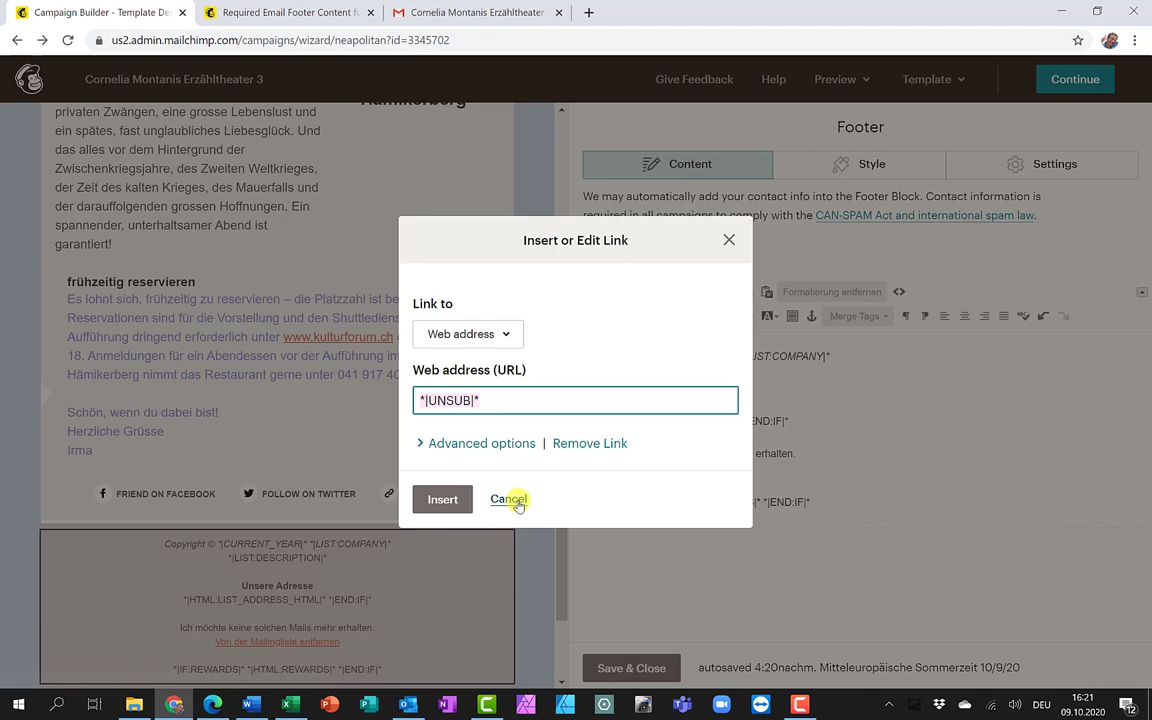 Campaign Builder - Template De
Required Email Footer Content fo
Cornelia Montanis Erzähltheater
us2.admin.mailchimp.com/campaigns/wizard/neapolitan?id=3345702
Cornelia Montanis Erzähltheater 3
Give Feedback
Help
Preview
Template
Continue
Hämikerberg
privaten Zwängen, eine grosse Lebenslust und
ein spätes, fast unglaubliches Liebesglück. Und
das alles vor dem Hintergrund der
Zwischenkriegsjahre, des Zweiten Weltkrieges,
der Zeit des kalten Krieges, des Mauerfalls und
der darauffolgenden grossen Hoffnungen. Ein
spannender, unterhaltsamer Abend ist
garantiert!
frühzeitig reservieren
Es lohnt sich, frühzeitig zu reservieren – die Platzzahl ist be
Reservationen sind für die Vorstellung und den Shuttlediens
Aufführung dringend erforderlich unter www.kulturforum.ch
18. Anmeldungen für ein Abendessen vor der Aufführung im
Hämikerberg nimmt das Restaurant gerne unter 041 917 40
Schön, wenn du dabei bist!
Herzliche Grüsse
Irma
FRIEND ON FACEBOOK
FOLLOW ON TWITTER
Copyright © *|CURRENT_YEAR|* *|LIST:COMPANY|*
*|LIST:DESCRIPTION|*
Unsere Adresse
*|HTML:LIST_ADDRESS_HTML|* *|END:IF|*
Ich möchte keine solchen Mails mehr erhalten.
Von der Mailingliste entfernen
*|IF:REWARDS|* *|HTML:REWARDS|* *|END:IF|*
Footer
Content
Style
Settings
We may automatically add your contact info into the Footer Block. Contact information is
required in all campaigns to comply with the CAN-SPAM Act and international spam law.
Formatierung entfernen
Merge Tags
LIST:COMPANY|*
END:IF|*
erhalten.
|* *|END:IF|*
Insert or Edit Link
Link to
Web address
Web address (URL)
*|UNSUB|*
Advanced options | Remove Link
Insert
Cancel
Save & Close
autosaved 4:20nachm. Mitteleuropäische Sommerzeit 10/9/20
DEU
16:21
09.10.2020
12